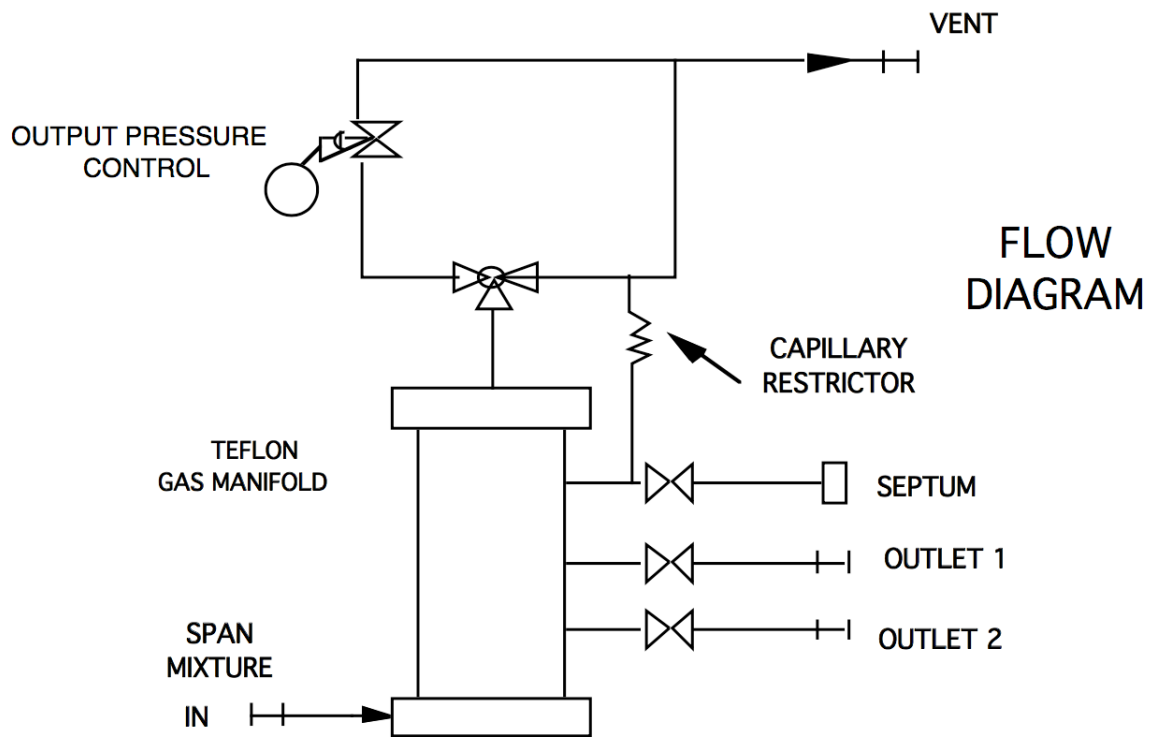 VENT
OUTPUT PRESSURE
CONTROL
FLOW
DIAGRAM
CAPILLARY
RESTRICTOR
TEFLON
GAS MANIFOLD
SEPTUM
OUTLET 1
OUTLET 2
SPAN
MIXTURE
IN